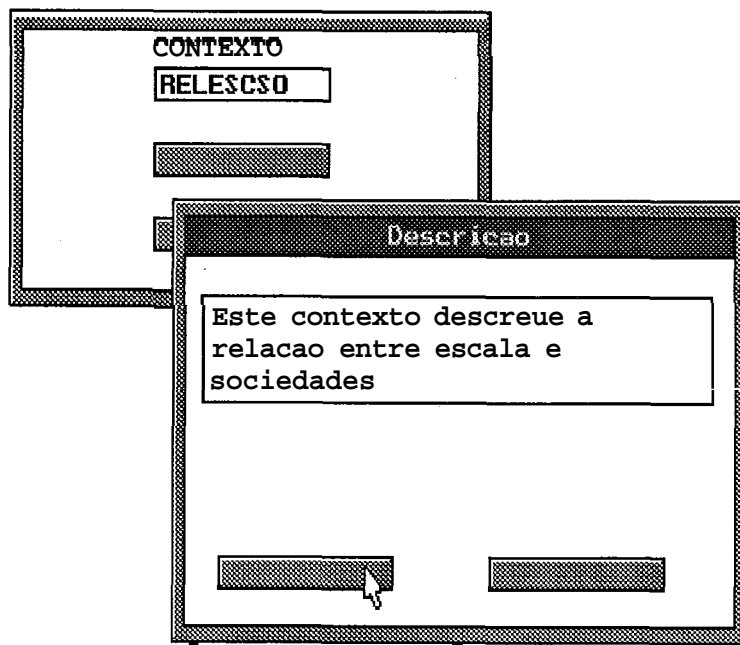 CONTEXTO
RELESCSO
Descricao
Este contexto descreue a
relacao entre escala e
sociedades